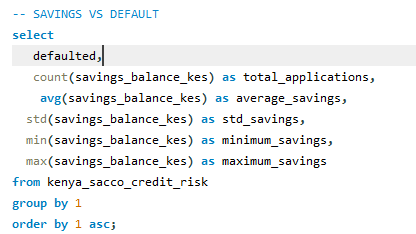 -- SAVINGS VS DEFAULT
select
defaulted,
count(savings_balance_kes) as total_applications,
avg(savings_balance_kes) as average_savings,
std(savings_balance_kes) as std_savings,
min(savings_balance_kes) as minimum_savings,
max(savings_balance_kes) as maximum_savings
from kenya_sacco_credit_risk
group by 1
order by 1 asc;